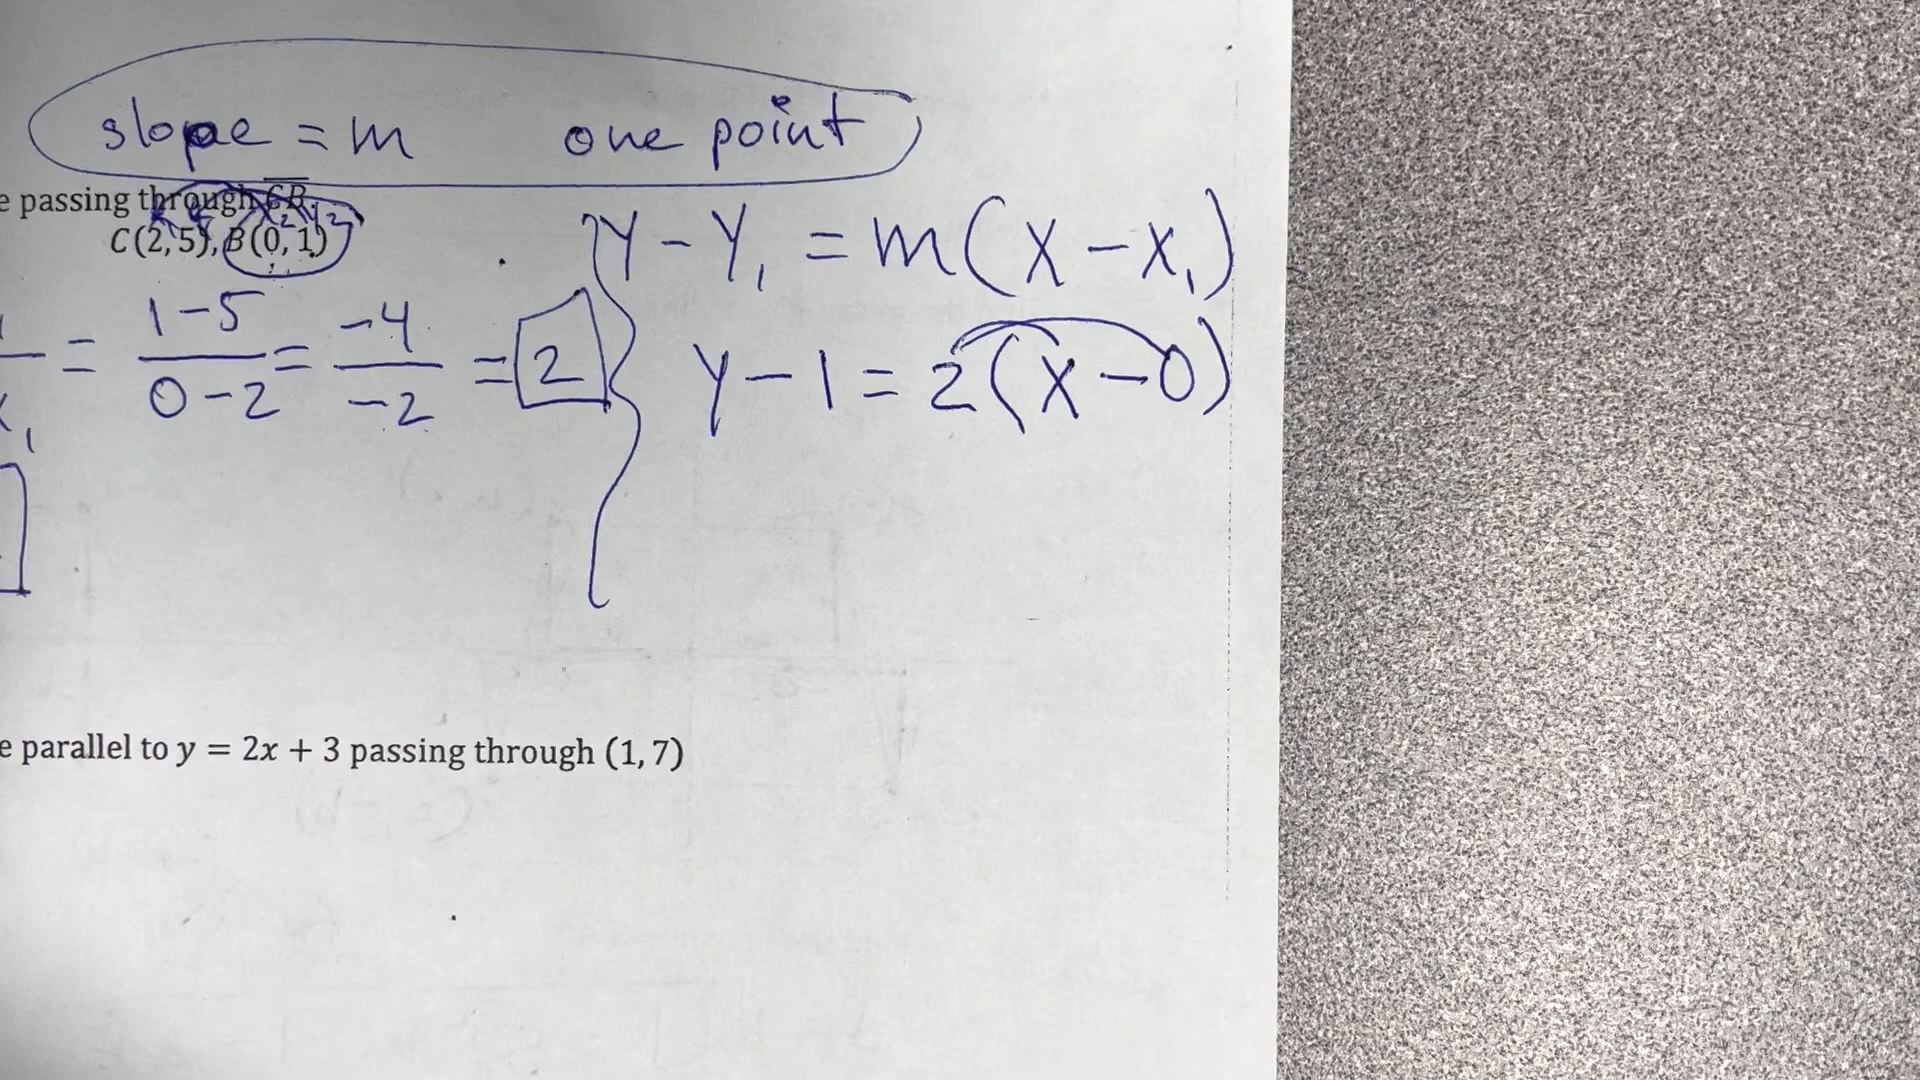 slope = m one point
e passing through CB.
C(2,5), B(0,1)
Y - Y₁ = m(X - X₁)
= 1-5 / 0-2 = -4 / -2 = 2
Y - 1 = 2(X - 0)
e parallel to y = 2x + 3 passing through (1, 7)